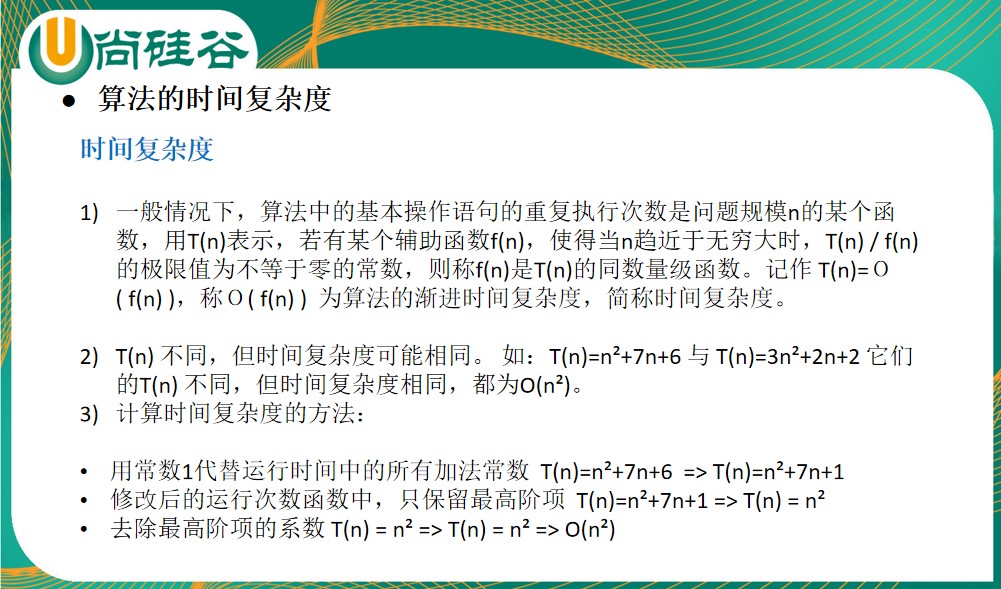 U尚硅谷
● 算法的时间复杂度
时间复杂度
1) 一般情况下，算法中的基本操作语句的重复执行次数是问题规模n的某个函
数，用T(n)表示，若有某个辅助函数f(n)，使得当n趋近于无穷大时，T(n) / f(n)
的极限值为不等于零的常数，则称f(n)是T(n)的同数量级函数。记作 T(n)=Ｏ
( f(n) )，称Ｏ( f(n) ) 为算法的渐进时间复杂度，简称时间复杂度。
2) T(n) 不同，但时间复杂度可能相同。 如：T(n)=n²+7n+6 与 T(n)=3n²+2n+2 它们
的T(n) 不同，但时间复杂度相同，都为O(n²)。
3) 计算时间复杂度的方法：
• 用常数1代替运行时间中的所有加法常数 T(n)=n²+7n+6 => T(n)=n²+7n+1
• 修改后的运行次数函数中，只保留最高阶项 T(n)=n²+7n+1 => T(n) = n²
• 去除最高阶项的系数 T(n) = n² => T(n) = n² => O(n²)